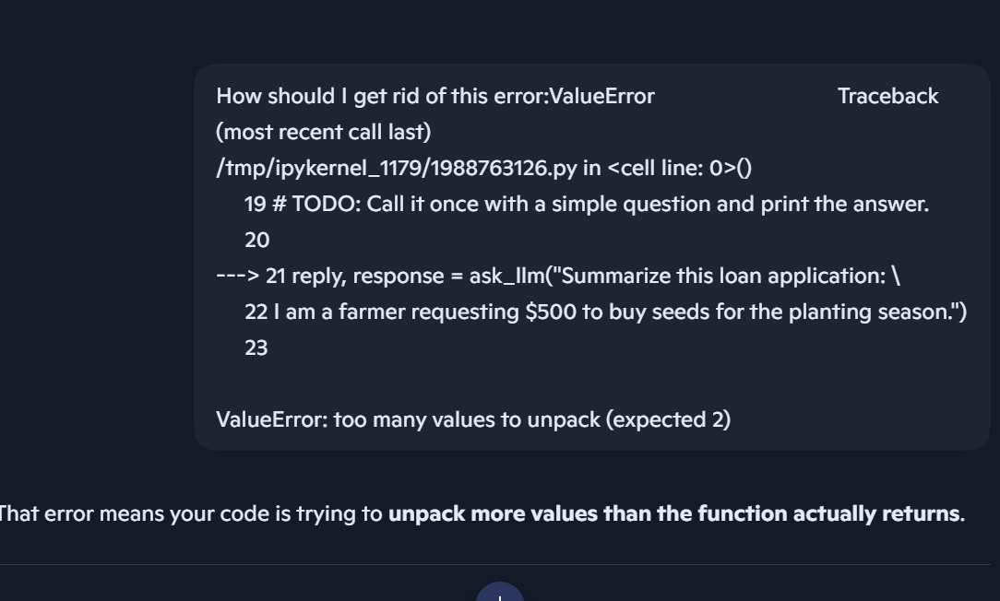 How should I get rid of this error:ValueError Traceback
(most recent call last)
/tmp/ipykernel_1179/1988763126.py in <cell line: 0>()
19 # TODO: Call it once with a simple question and print the answer.
20
---> 21 reply, response = ask_llm("Summarize this loan application: \
22 I am a farmer requesting $500 to buy seeds for the planting season.")
23
ValueError: too many values to unpack (expected 2)
That error means your code is trying to unpack more values than the function actually returns.